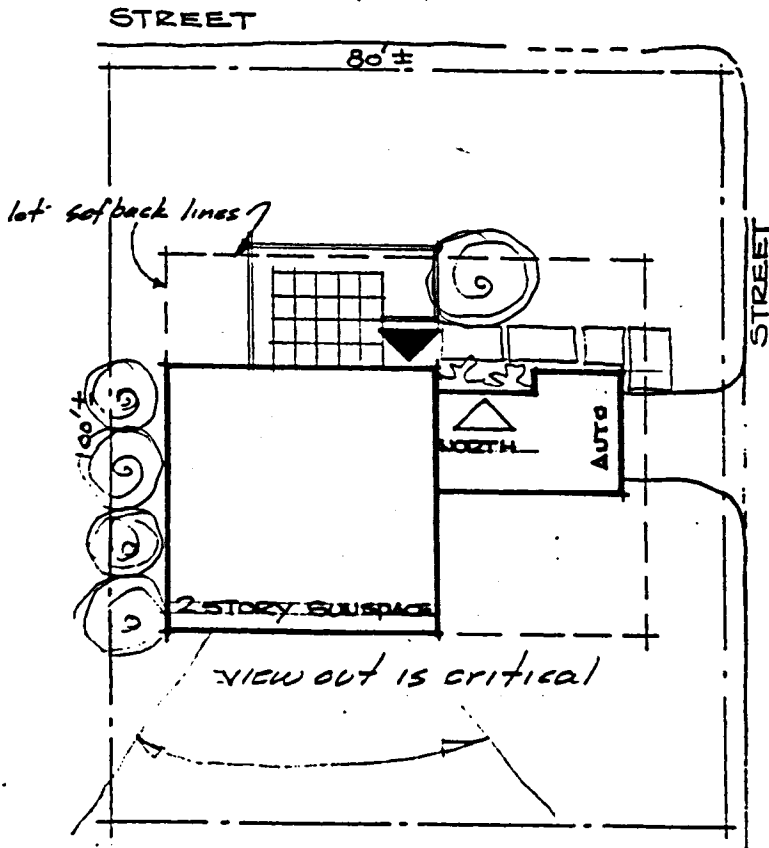 STREET
80'±
lot setback lines
STREET
100'±
NORTH
AUTO
2 STORY SUNSPACE
view out is critical